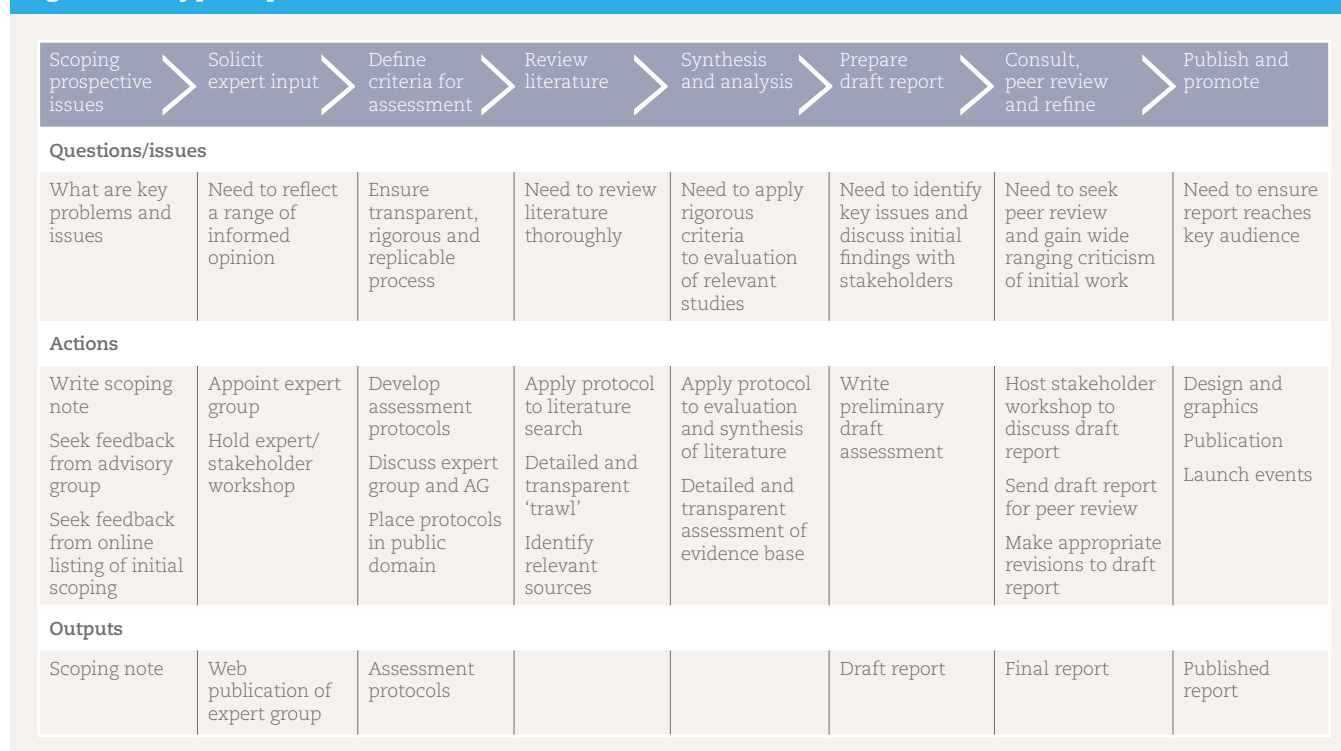 Scoping
prospective
issues
Solicit
expert input
Define
criteria for
assessment
Review
literature
Synthesis
and analysis
Prepare
draft report
Consult,
peer review
and refine
Publish and
promote
Questions/issues
What are key
problems and
issues
Need to reflect
a range of
informed
opinion
Ensure
transparent,
rigorous and
replicable
process
Need to review
literature
thoroughly
Need to apply
rigorous
criteria
to evaluation
of relevant
studies
Need to identify
key issues and
discuss initial
findings with
stakeholders
Need to seek
peer review
and gain wide
ranging criticism
of initial work
Need to ensure
report reaches
key audience
Actions
Write scoping
note
Seek feedback
from advisory
group
Seek feedback
from online
listing of initial
scoping
Appoint expert
group
Hold expert/
stakeholder
workshop
Develop
assessment
protocols
Discuss expert
group and AG
Place protocols
in public
domain
Apply protocol
to literature
search
Detailed and
transparent
‘trawl’
Identify
relevant
sources
Apply protocol
to evaluation
and synthesis
of literature
Detailed and
transparent
assessment of
evidence base
Write
preliminary
draft
assessment
Host stakeholder
workshop to
discuss draft
report
Send draft report
for peer review
Make appropriate
revisions to draft
report
Design and
graphics
Publication
Launch events
Outputs
Scoping note
Web
publication of
expert group
Assessment
protocols
Draft report
Final report
Published
report